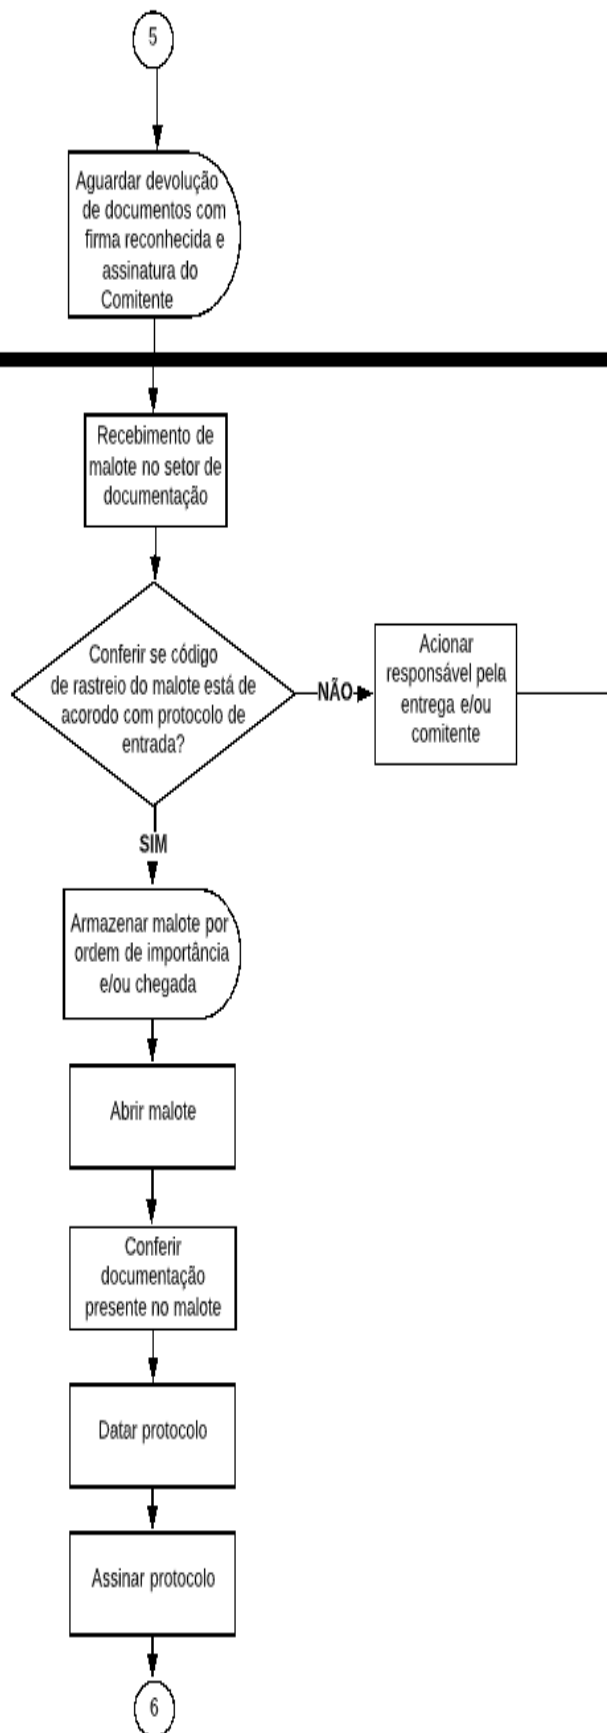 5
Aguardar devolução
de documentos com
firma reconhecida e
assinatura do
Comitente
Recebimento de
malote no setor de
documentação
Conferir se código
de rastreio do malote está de
acorodo com protocolo de
entrada?
NÃO
Acionar
responsável pela
entrega e/ou
comitente
SIM
Armazenar malote por
ordem de importância
e/ou chegada
Abrir malote
Conferir
documentação
presente no malote
Datar protocolo
Assinar protocolo
6